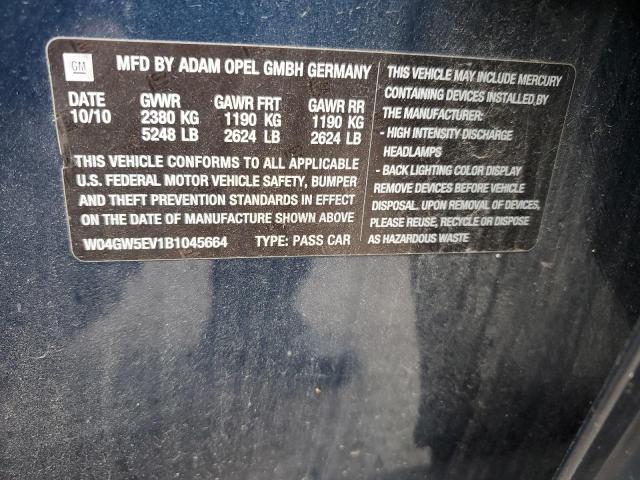 GM
MFD BY ADAM OPEL GMBH GERMANY
DATE GVWR GAWR FRT GAWR RR
10/10 2380 KG 1190 KG 1190 KG
5248 LB 2624 LB 2624 LB
THIS VEHICLE CONFORMS TO ALL APPLICABLE
U.S. FEDERAL MOTOR VEHICLE SAFETY, BUMPER
AND THEFT PREVENTION STANDARDS IN EFFECT
ON THE DATE OF MANUFACTURE SHOWN ABOVE
W04GW5EV1B1045664 TYPE: PASS CAR
THIS VEHICLE MAY INCLUDE MERCURY
CONTAINING DEVICES INSTALLED BY
THE MANUFACTURER:
- HIGH INTENSITY DISCHARGE
HEADLAMPS
- BACK LIGHTING COLOR DISPLAY
REMOVE DEVICES BEFORE VEHICLE
DISPOSAL. UPON REMOVAL OF DEVICES,
PLEASE REUSE, RECYCLE OR DISPOSE
AS HAZARDOUS WASTE